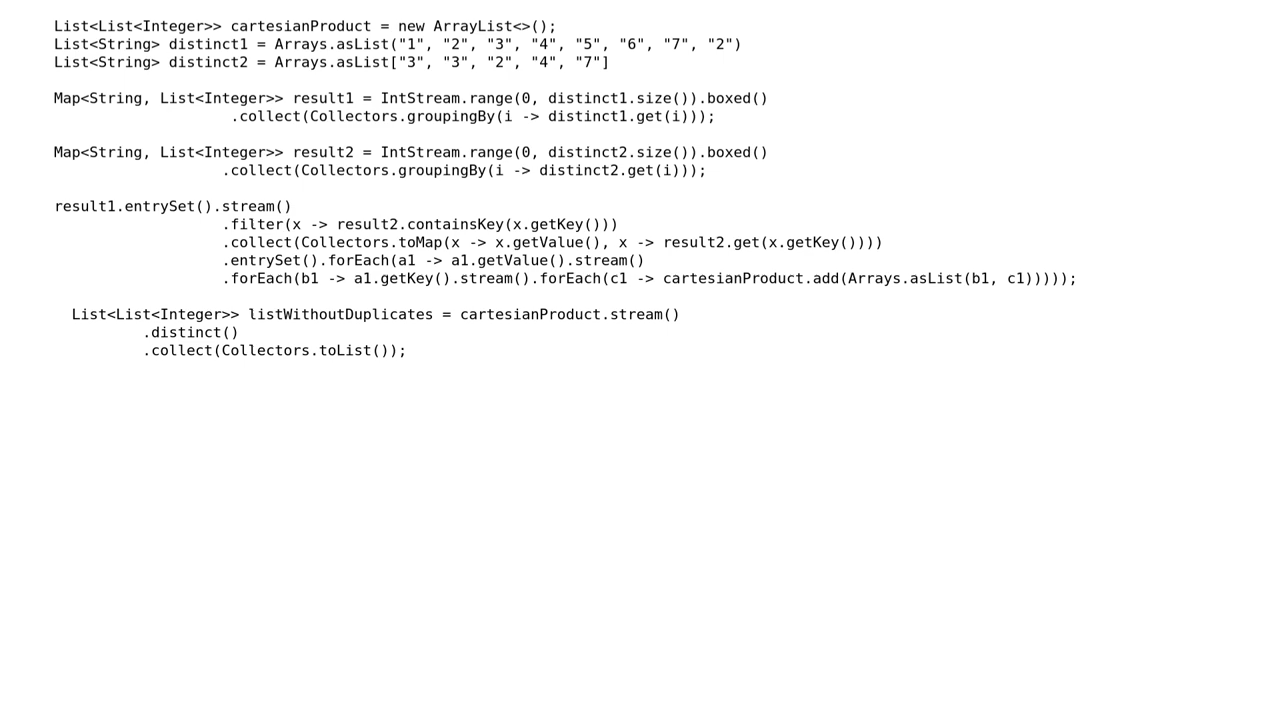 List<List<Integer>> cartesianProduct = new ArrayList<>();
List<String> distinct1 = Arrays.asList("1", "2", "3", "4", "5", "6", "7", "2")
List<String> distinct2 = Arrays.asList["3", "3", "2", "4", "7"]
Map<String, List<Integer>> result1 = IntStream.range(0, distinct1.size()).boxed()
.collect(Collectors.groupingBy(i -> distinct1.get(i)));
Map<String, List<Integer>> result2 = IntStream.range(0, distinct2.size()).boxed()
.collect(Collectors.groupingBy(i -> distinct2.get(i)));
result1.entrySet().stream()
.filter(x -> result2.containsKey(x.getKey()))
.collect(Collectors.toMap(x -> x.getValue(), x -> result2.get(x.getKey())))
.entrySet().forEach(a1 -> a1.getValue().stream()
.forEach(b1 -> a1.getKey().stream().forEach(c1 -> cartesianProduct.add(Arrays.asList(b1, c1)))));
List<List<Integer>> listWithoutDuplicates = cartesianProduct.stream()
.distinct()
.collect(Collectors.toList());